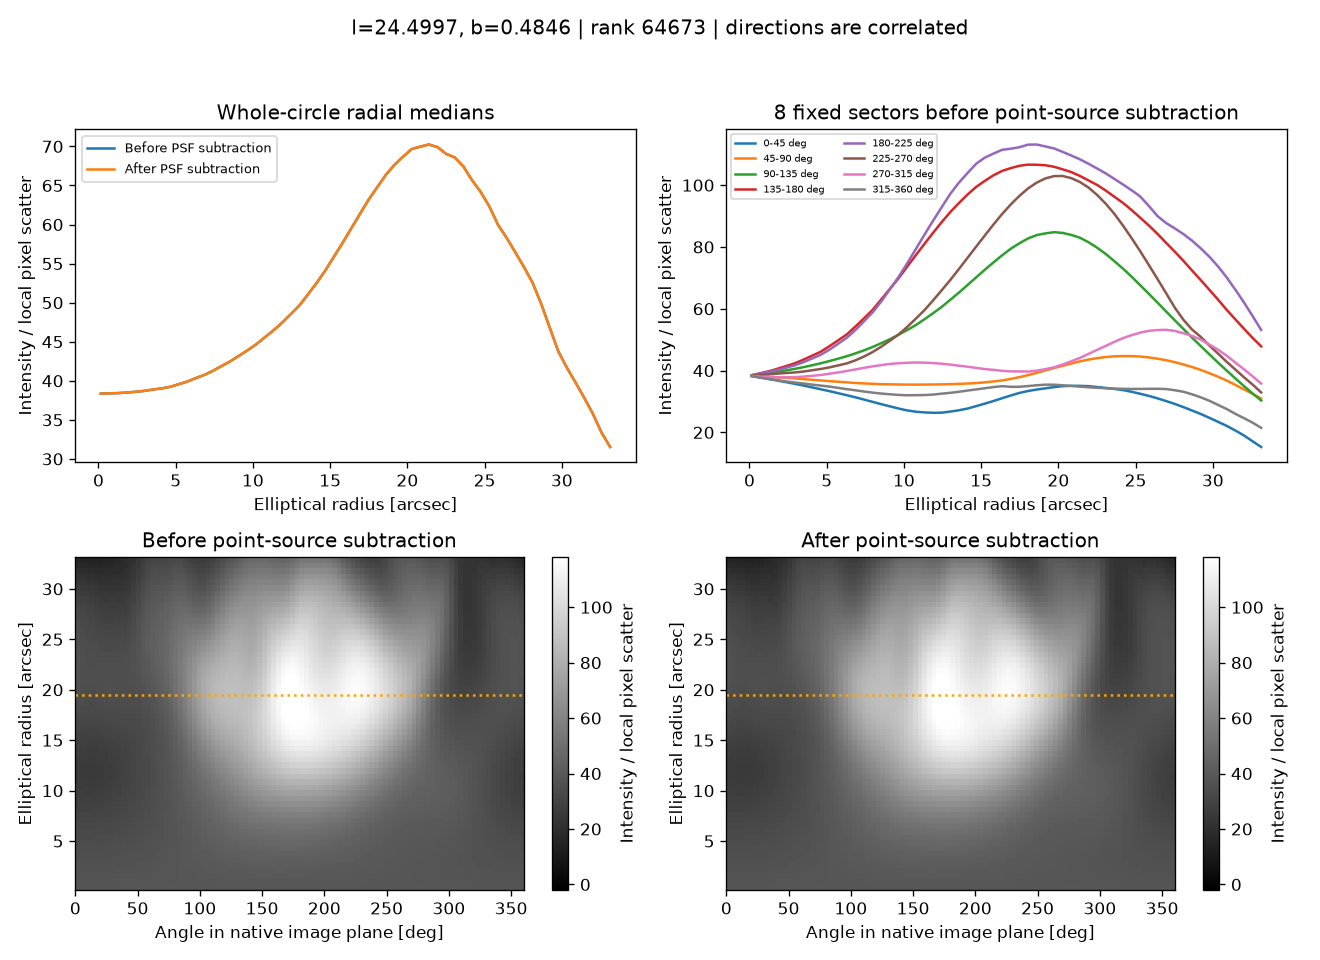 l=24.4997, b=0.4846 | rank 64673 | directions are correlated
Whole-circle radial medians
Before PSF subtraction
After PSF subtraction
70
65
60
55
50
45
40
35
30
Intensity / local pixel scatter
0 5 10 15 20 25 30
Elliptical radius [arcsec]
8 fixed sectors before point-source subtraction
0-45 deg
45-90 deg
90-135 deg
135-180 deg
180-225 deg
225-270 deg
270-315 deg
315-360 deg
100
80
60
40
20
Intensity / local pixel scatter
0 5 10 15 20 25 30
Elliptical radius [arcsec]
Before point-source subtraction
30
25
20
15
10
5
Elliptical radius [arcsec]
0 50 100 150 200 250 300 350
Angle in native image plane [deg]
100
80
60
40
20
0
Intensity / local pixel scatter
After point-source subtraction
30
25
20
15
10
5
Elliptical radius [arcsec]
0 50 100 150 200 250 300 350
Angle in native image plane [deg]
100
80
60
40
20
0
Intensity / local pixel scatter